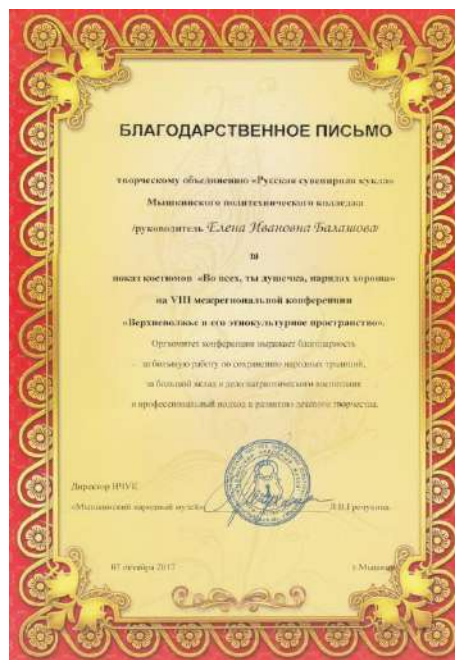 БЛАГОДАРСТВЕННОЕ ПИСЬМО
творческому объединению «Русская сувенирная кукла»
Мышкинского политехнического колледжа
/руководитель Елена Ивановна Балашова/
за
показ костюмов «Во всех, ты душечка, нарядах хороша»
на VIII межрегиональной конференции
«Верхневолжье и его этнокультурное пространство».
Оргкомитет конференции выражает благодарность
за большую работу по сохранению народных традиций,
за большой вклад в дело патриотического воспитания
и профессиональный подход к развитию детского творчества.
Директор НЧУК
«Мышкинский народный музей»
07 октября 2017
г.Мышкин